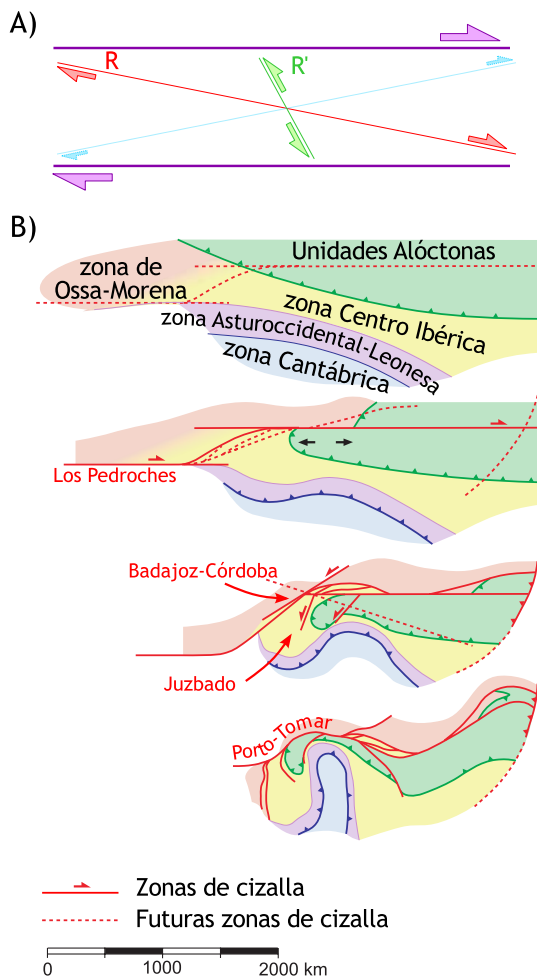 A)
R
R'
B)
Unidades Alóctonas
zona de
Ossa-Morena
zona Centro Ibérica
zona Asturoccidental-Leonesa
zona Cantábrica
Los Pedroches
Badajoz-Córdoba
Juzbado
Porto-Tomar
Zonas de cizalla
Futuras zonas de cizalla
0 1000 2000 km